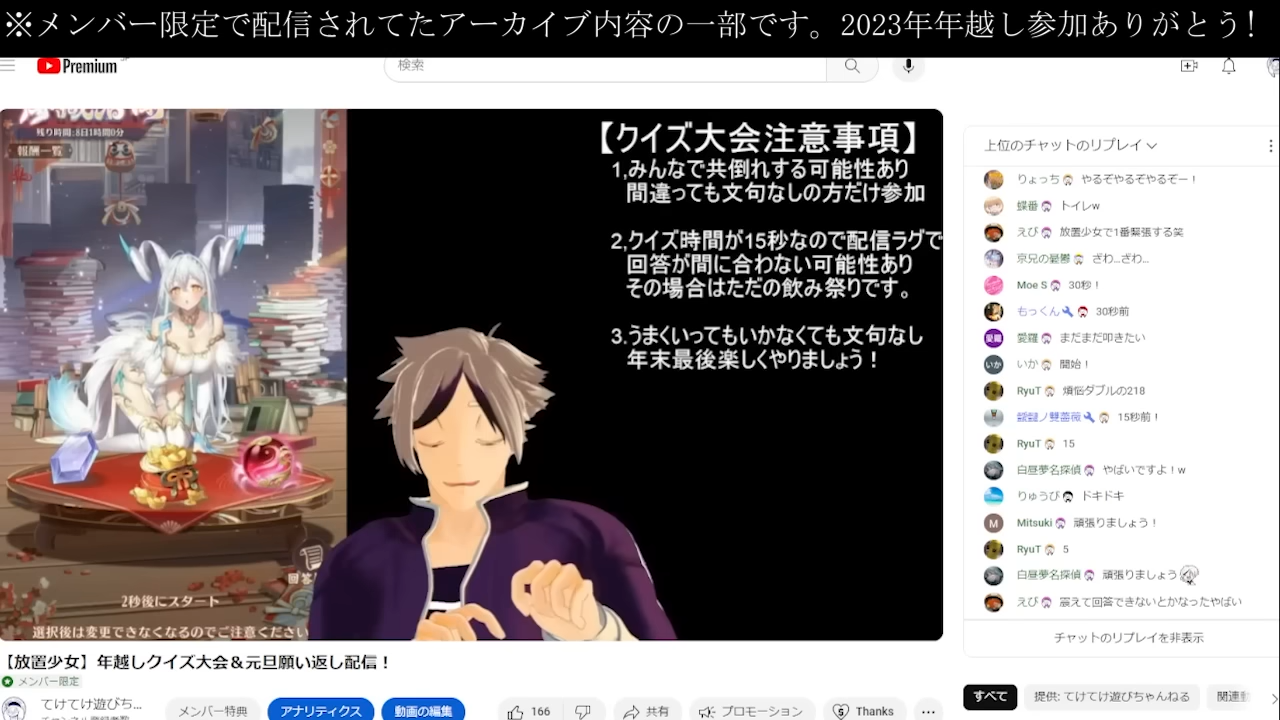 ※メンバー限定で配信されてたアーカイブ内容の一部です。2023年年越し参加ありがとう！
Premium
検索
残り時間:8日1時間0分
報酬一覧
【クイズ大会注意事項】
1,みんなで共倒れする可能性あり
間違っても文句なしの方だけ参加
2,クイズ時間が15秒なので配信ラグで
回答が間に合わない可能性あり
その場合はただの飲み祭りです。
3.うまくいってもいかなくても文句なし
年末最後楽しくやりましょう！
回答
2秒後にスタート
選択後は変更できなくなるのでご注意ください
上位のチャットのリプレイ
りょっち やるぞやるぞやるぞー！
蝶番 トイレw
えび 放置少女で1番緊張する笑
京兄の憂鬱 ざわ…ざわ…
Moe S 30秒！
もっくん 30秒前
愛羅 愛羅 まだまだ叩きたい
いか いか 開始！
RyuT 煩悩ダブルの218
ノ雙薔薇 15秒前！
RyuT 15
白昼夢名探偵 やばいですよ！w
りゅうび ドキドキ
M Mitsuki 頑張りましょう！
RyuT 5
白昼夢名探偵 頑張りましょう
えび 震えて回答できないとかなったやばい
チャットのリプレイを非表示
【放置少女】年越しクイズ大会＆元旦願い返し配信！
メンバー限定
てけてけ遊びち...
メンバー特典
アナリティクス
動画の編集
166
共有
プロモーション
Thanks
すべて
提供: てけてけ遊びちゃんねる
関連動